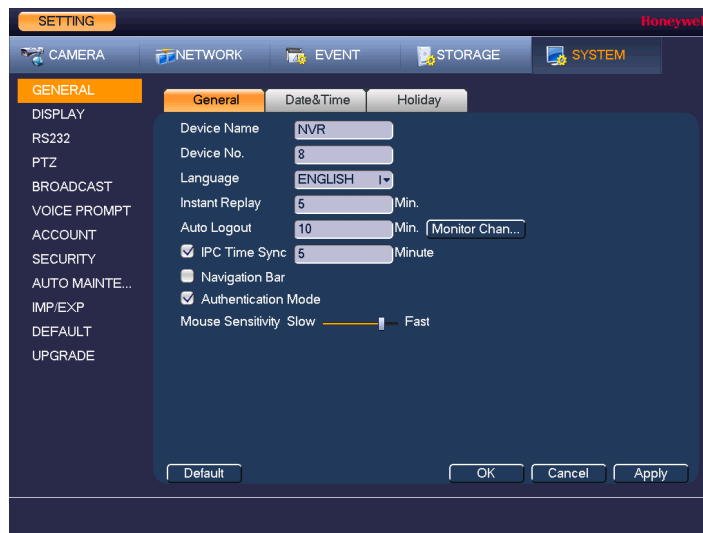 SETTING
Honeywel
CAMERA NETWORK EVENT STORAGE SYSTEM
GENERAL
DISPLAY
RS232
PTZ
BROADCAST
VOICE PROMPT
ACCOUNT
SECURITY
AUTO MAINTE...
IMP/EXP
DEFAULT
UPGRADE
General Date&Time Holiday
Device Name NVR
Device No. 8
Language ENGLISH
Instant Replay 5 Min.
Auto Logout 10 Min. Monitor Chan...
IPC Time Sync 5 Minute
Navigation Bar
Authentication Mode
Mouse Sensitivity Slow Fast
Default OK Cancel Apply